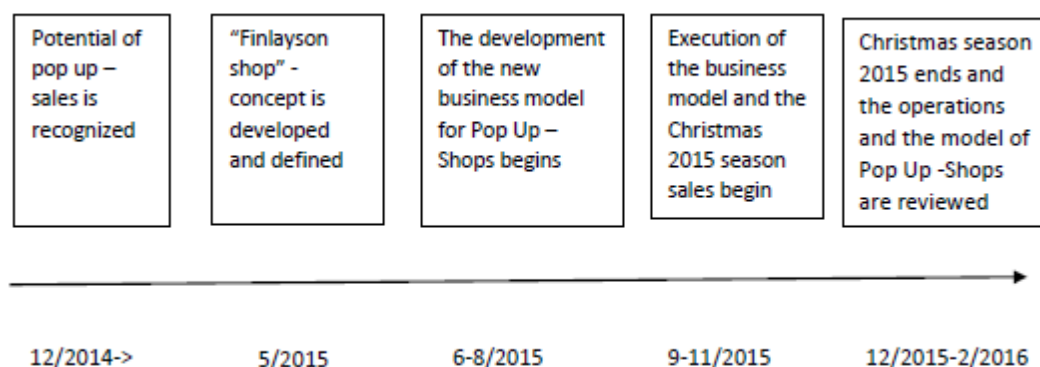 Potential of
pop up –
sales is
recognized
“Finlayson
shop” -
concept is
developed
and defined
The development
of the new
business model
for Pop Up –
Shops begins
Execution of
the business
model and the
Christmas
2015 season
sales begin
Christmas season
2015 ends and
the operations
and the model of
Pop Up -Shops
are reviewed
12/2014->
5/2015
6-8/2015
9-11/2015
12/2015-2/2016